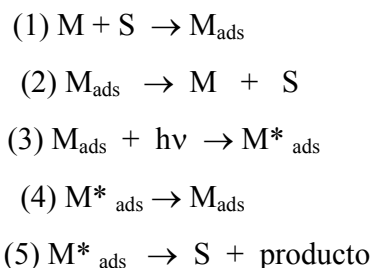 (1) M + S → M_ads
(2) M_ads → M + S
(3) M_ads + hν → M* _ads
(4) M* _ads → M_ads
(5) M* _ads → S + producto